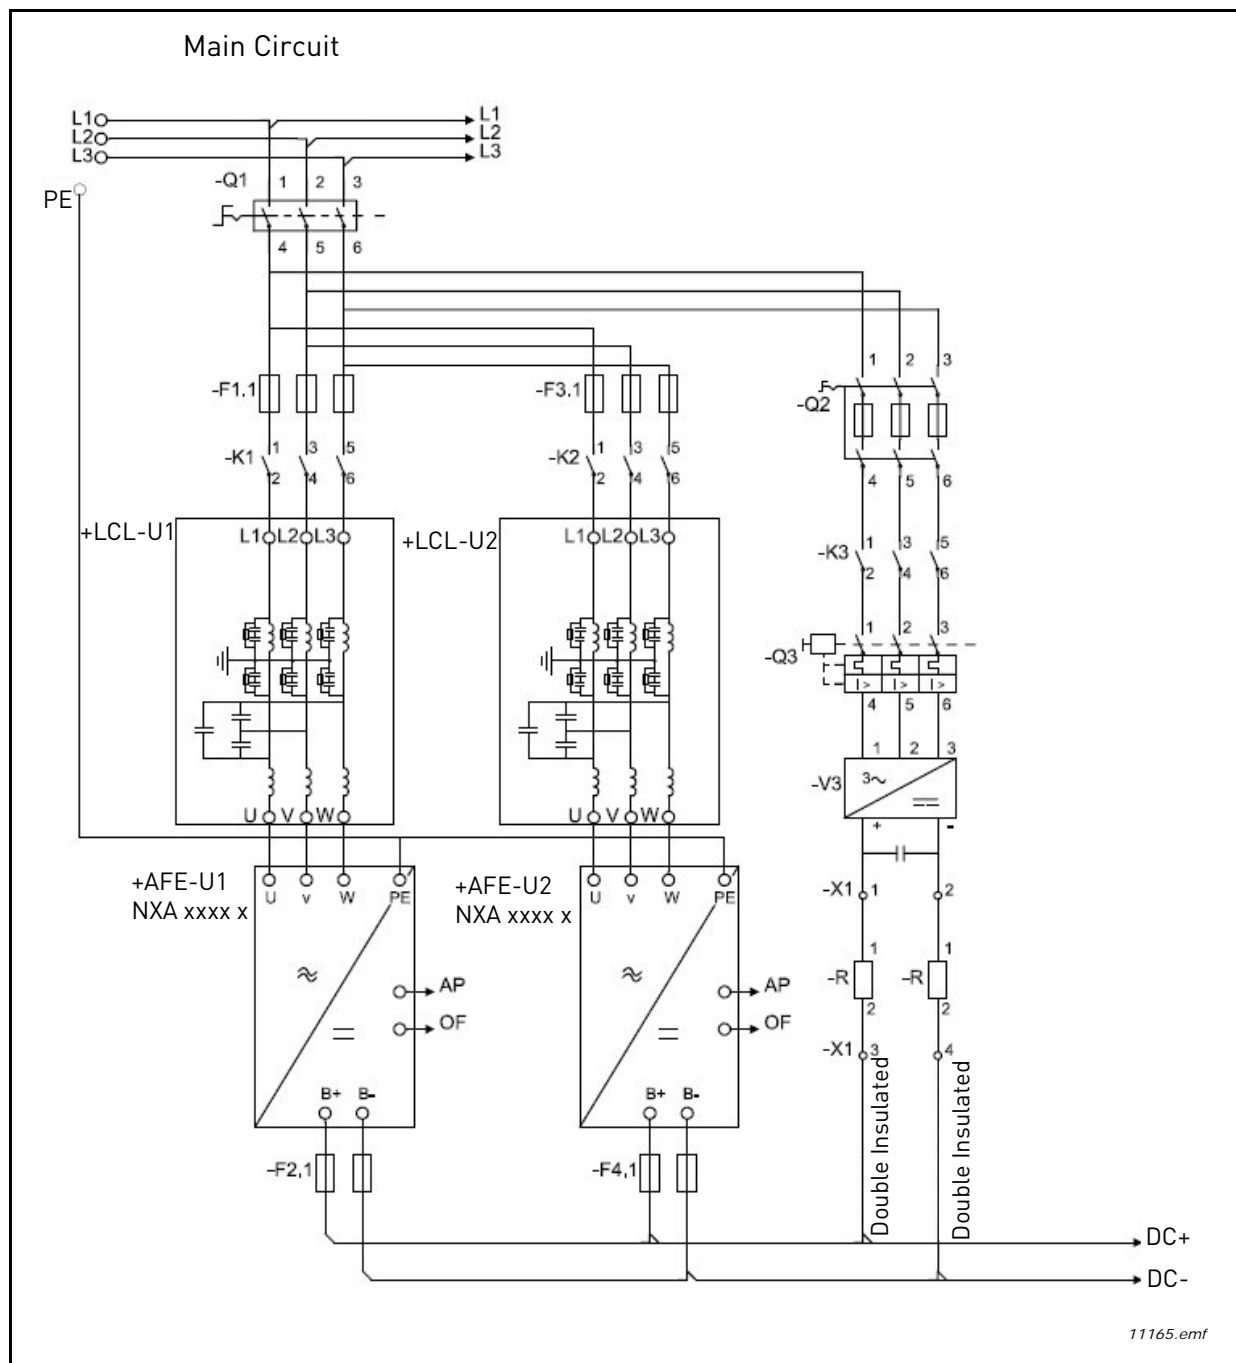 Main Circuit
L1 L1
L2 L2
L3 L3
PE
-Q1 1 2 3
4 5 6
1 2 3
-F1.1 -F3.1 -Q2
-K1 1 3 5 -K2 1 3 5
2 4 6 2 4 6 4 5 6
+LCL-U1 L1 L2 L3 +LCL-U2 L1 L2 L3
-K3 1 3 5
2 4 6
-Q3 1 2 3
I> I> I>
4 5 6
1 2 3
-V3 3~
U V W U V W
+ -
+AFE-U1 U v W PE +AFE-U2 U v W PE
NXA xxxx x NXA xxxx x
-X1 1 2
≈ ≈
1 1
-R -R
AP AP
2 2
OF OF
-X1 3 4
B+ B- B+ B-
Double Insulated Double Insulated
-F2,1 -F4,1
DC+
DC-
11165.emf